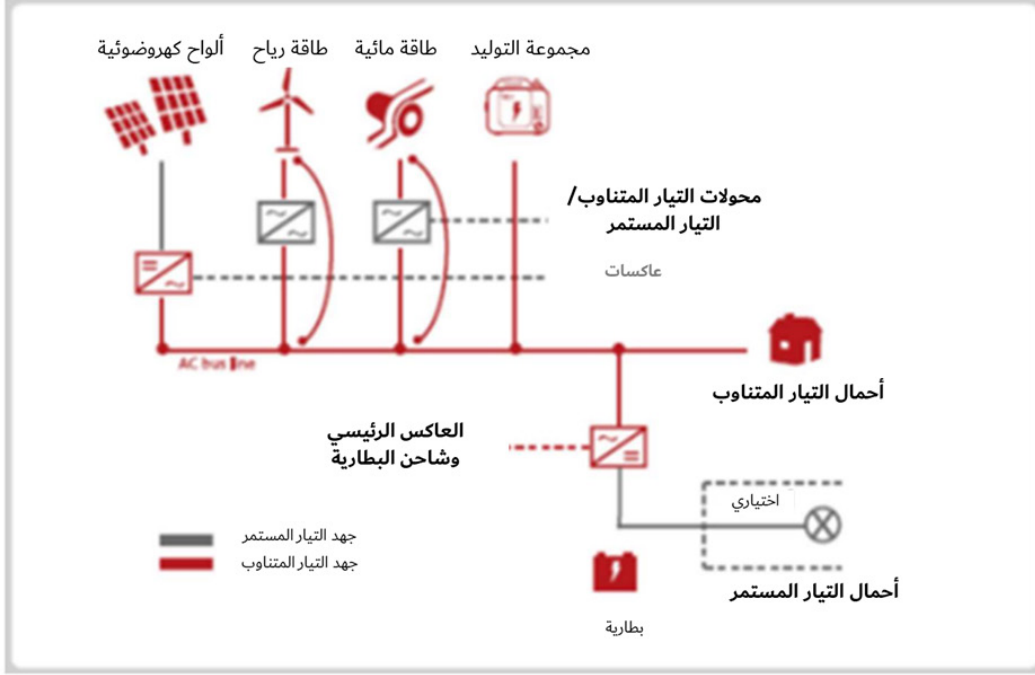 ألواح كهروضوئية
طاقة رياح
طاقة مائية
مجموعة التوليد
محولات التيار المتناوب/
التيار المستمر
عاكسات
AC bus line
أحمال التيار المتناوب
العاكس الرئيسي
وشاحن البطارية
اختياري
جهد التيار المستمر
جهد التيار المتناوب
أحمال التيار المستمر
بطارية